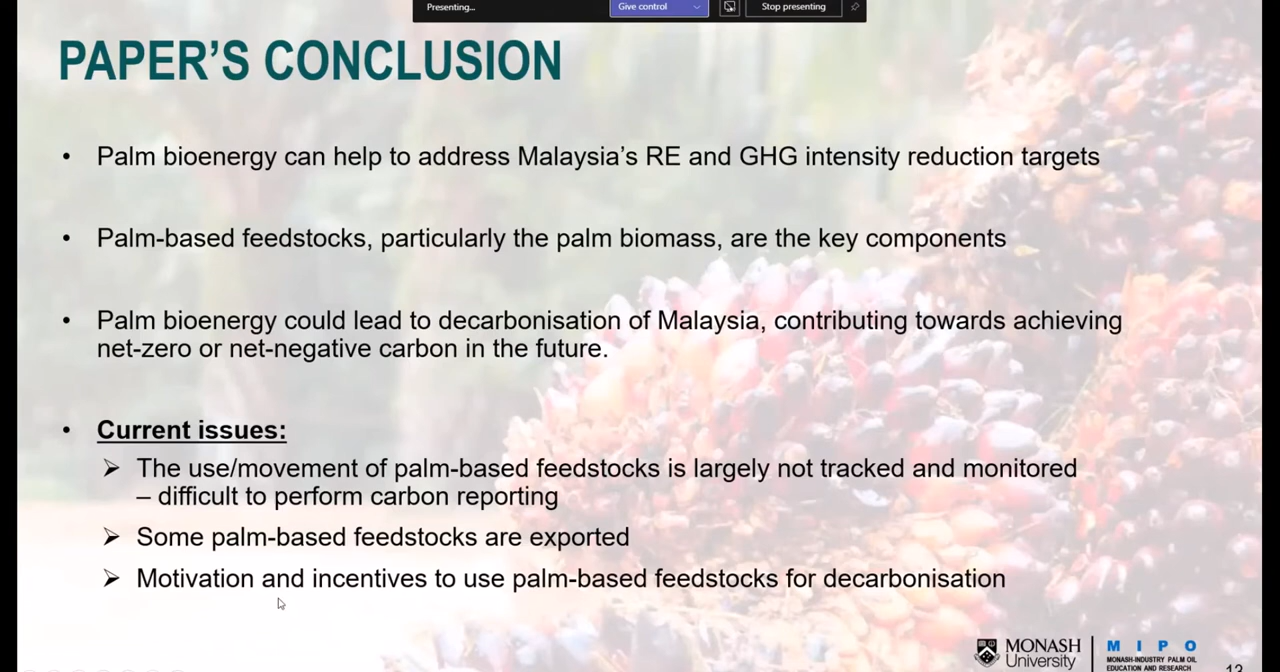 Presenting...
Give control
Stop presenting
PAPER'S CONCLUSION
• Palm bioenergy can help to address Malaysia's RE and GHG intensity reduction targets
• Palm-based feedstocks, particularly the palm biomass, are the key components
• Palm bioenergy could lead to decarbonisation of Malaysia, contributing towards achieving
net-zero or net-negative carbon in the future.
• Current issues:
➢ The use/movement of palm-based feedstocks is largely not tracked and monitored
– difficult to perform carbon reporting
➢ Some palm-based feedstocks are exported
➢ Motivation and incentives to use palm-based feedstocks for decarbonisation
MONASH
University
MIPO
MONASH-INDUSTRY PALM OIL
EDUCATION AND RESEARCH